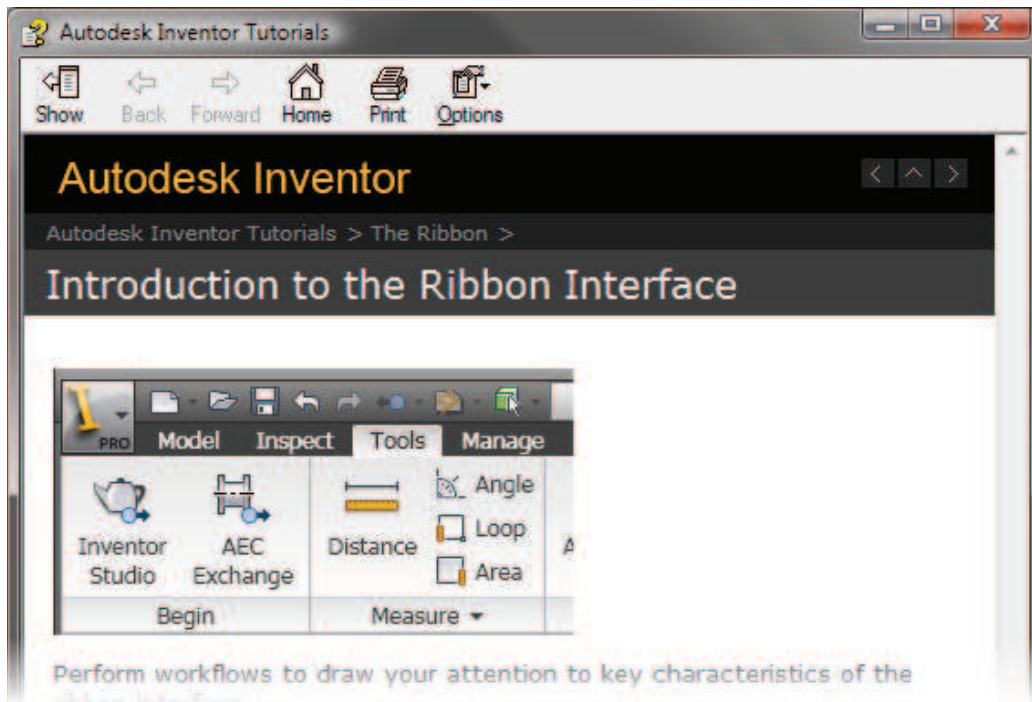 Autodesk Inventor Tutorials
Show Back Forward Home Print Options
Autodesk Inventor
Autodesk Inventor Tutorials > The Ribbon >
Introduction to the Ribbon Interface
PRO Model Inspect Tools Manage
Inventor Studio
AEC Exchange
Distance
Angle
Loop
Area
A
Begin Measure
Perform workflows to draw your attention to key characteristics of the